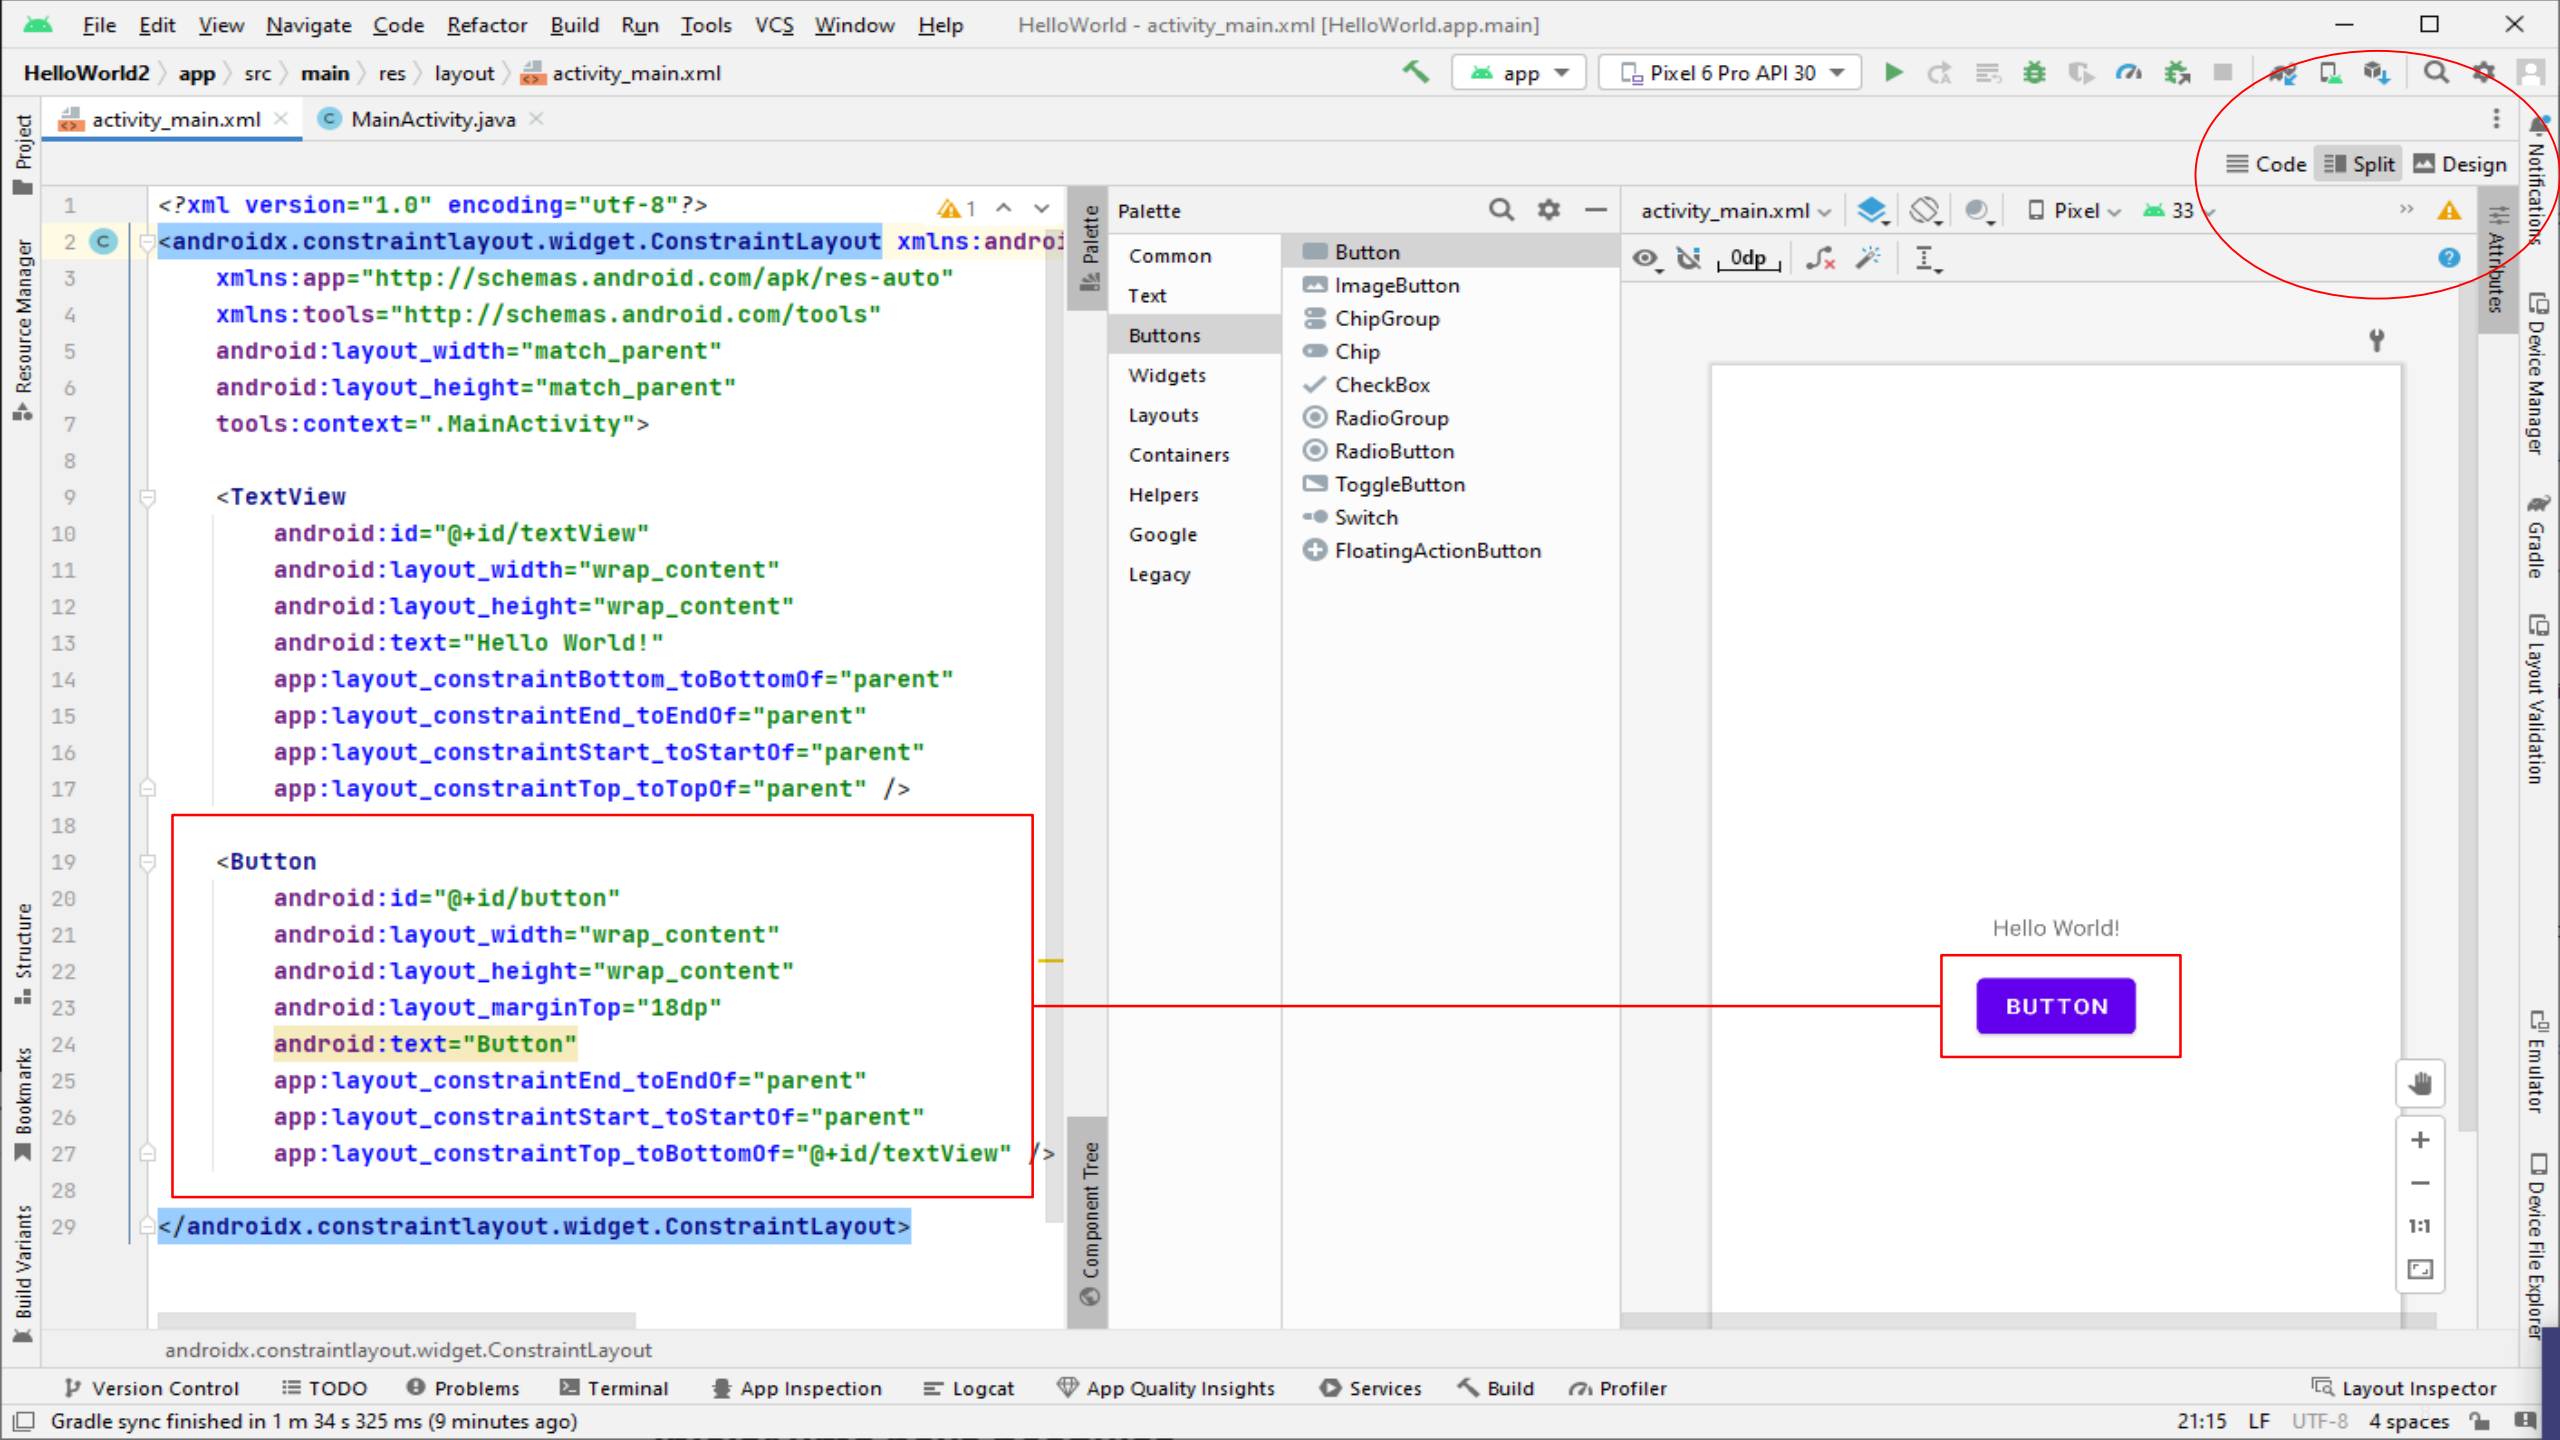 File Edit View Navigate Code Refactor Build Run Tools VCS Window Help HelloWorld - activity_main.xml [HelloWorld.app.main]
HelloWorld2 app src main res layout activity_main.xml app Pixel 6 Pro API 30
activity_main.xml MainActivity.java
Code Split Design
Project
Resource Manager
Structure
Bookmarks
Build Variants
1 <?xml version="1.0" encoding="utf-8"?>
1
2 <androidx.constraintlayout.widget.ConstraintLayout xmlns:androi
3 xmlns:app="http://schemas.android.com/apk/res-auto"
4 xmlns:tools="http://schemas.android.com/tools"
5 android:layout_width="match_parent"
6 android:layout_height="match_parent"
7 tools:context=".MainActivity">
8
9 <TextView
10 android:id="@+id/textView"
11 android:layout_width="wrap_content"
12 android:layout_height="wrap_content"
13 android:text="Hello World!"
14 app:layout_constraintBottom_toBottomOf="parent"
15 app:layout_constraintEnd_toEndOf="parent"
16 app:layout_constraintStart_toStartOf="parent"
17 app:layout_constraintTop_toTopOf="parent" />
18
19 <Button
20 android:id="@+id/button"
21 android:layout_width="wrap_content"
22 android:layout_height="wrap_content"
23 android:layout_marginTop="18dp"
24 android:text="Button"
25 app:layout_constraintEnd_toEndOf="parent"
26 app:layout_constraintStart_toStartOf="parent"
27 app:layout_constraintTop_toBottomOf="@+id/textView" />
28
29 </androidx.constraintlayout.widget.ConstraintLayout>
Palette
Component Tree
Palette
Common
Text
Buttons
Widgets
Layouts
Containers
Helpers
Google
Legacy
Button
ImageButton
ChipGroup
Chip
CheckBox
RadioGroup
RadioButton
ToggleButton
Switch
FloatingActionButton
activity_main.xml Pixel 33
0dp
Hello World!
BUTTON
1:1
Attributes
Notifications
Device Manager
Gradle
Layout Validation
Emulator
Device File Explorer
androidx.constraintlayout.widget.ConstraintLayout
Version Control TODO Problems Terminal App Inspection Logcat App Quality Insights Services Build Profiler Layout Inspector
Gradle sync finished in 1 m 34 s 325 ms (9 minutes ago) 21:15 LF UTF-8 4 spaces